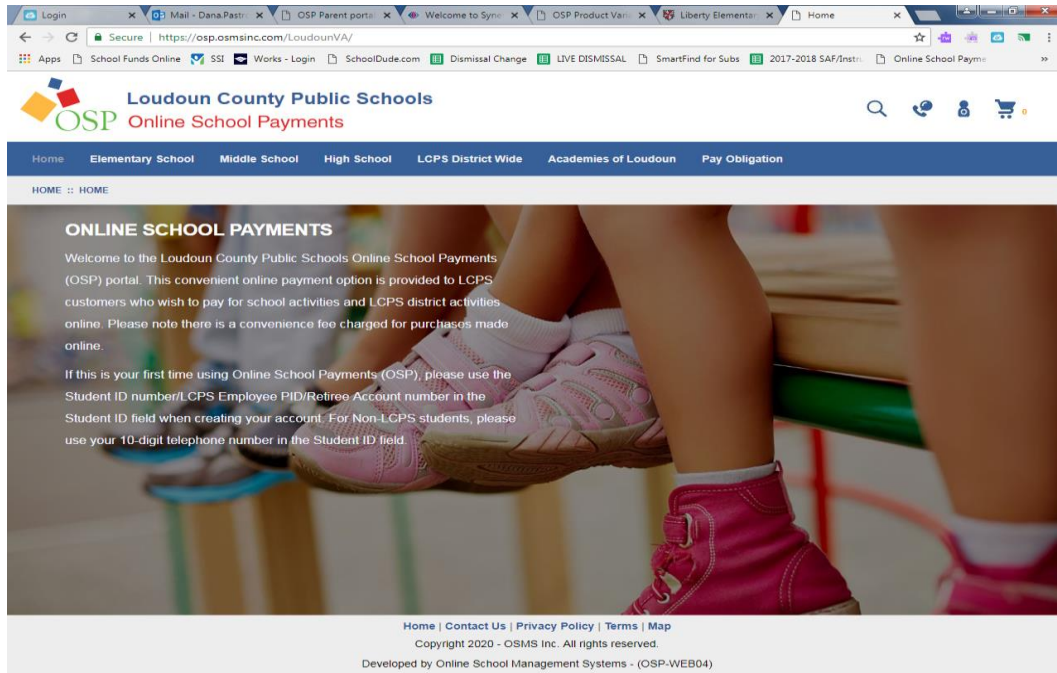 Login
Mail - Dana.Pastr
OSP Parent portal
Welcome to Syne
OSP Product Varia
Liberty Elementar
Home
Secure | https://osp.osmsinc.com/LoudounVA/
Apps School Funds Online SSI Works - Login SchoolDude.com Dismissal Change LIVE DISMISSAL SmartFind for Subs 2017-2018 SAF/Instr. Online School Payme »
Loudoun County Public Schools
OSP Online School Payments
0
Home Elementary School Middle School High School LCPS District Wide Academies of Loudoun Pay Obligation
HOME :: HOME
ONLINE SCHOOL PAYMENTS
Welcome to the Loudoun County Public Schools Online School Payments
(OSP) portal. This convenient online payment option is provided to LCPS
customers who wish to pay for school activities and LCPS district activities
online. Please note there is a convenience fee charged for purchases made
online.
If this is your first time using Online School Payments (OSP), please use the
Student ID number/LCPS Employee PID/Retiree Account number in the
Student ID field when creating your account. For Non-LCPS students, please
use your 10-digit telephone number in the Student ID field.
Home | Contact Us | Privacy Policy | Terms | Map
Copyright 2020 - OSMS Inc. All rights reserved.
Developed by Online School Management Systems - (OSP-WEB04)